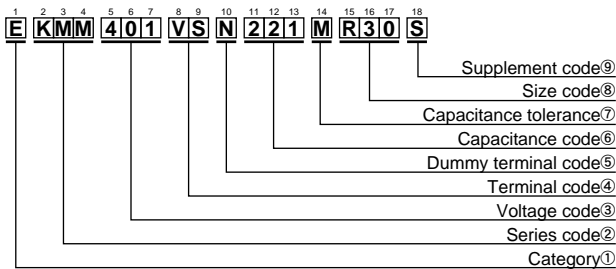 1 2 3 4 5 6 7 8 9 10 11 12 13 14 15 16 17 18
E KMM 401 VS N 221 M R30 S
Supplement code⑨
Size code⑧
Capacitance tolerance⑦
Capacitance code⑥
Dummy terminal code⑤
Terminal code④
Voltage code③
Series code②
Category①